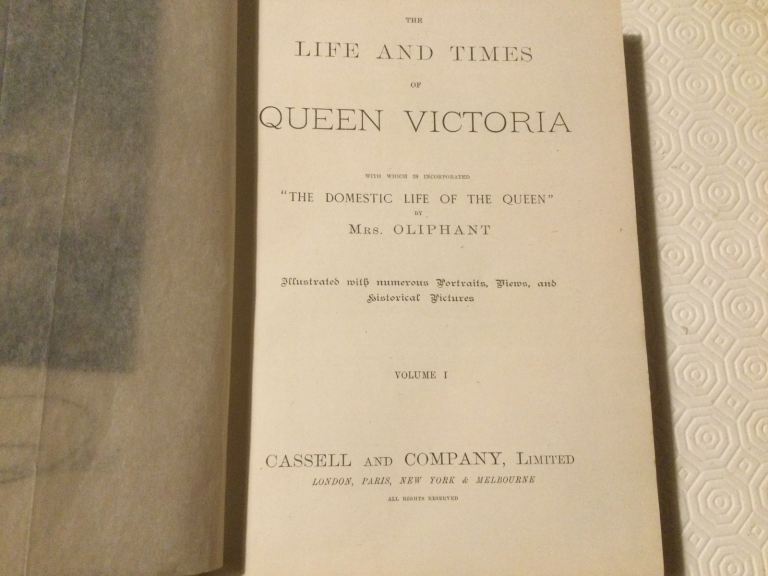 THE
LIFE AND TIMES
OF
QUEEN VICTORIA
WITH WHICH IS INCORPORATED
"THE DOMESTIC LIFE OF THE QUEEN"
BY
MRS. OLIPHANT
Illustrated with numerous Portraits, Views, and
Historical Pictures
VOLUME I
CASSELL AND COMPANY, LIMITED
LONDON, PARIS, NEW YORK & MELBOURNE
ALL RIGHTS RESERVED